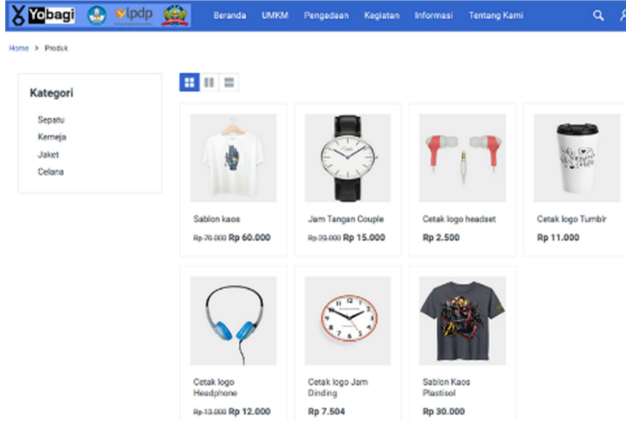 Yobagi lpdp Beranda UMKM Pengadaan Kegiatan Informasi Tentang Kami
Home > Produk
Kategori
Sepatu
Kemeja
Jaket
Celana
Sablon kaos
Rp 70.000 Rp 60.000
Jam Tangan Couple
Rp 20.000 Rp 15.000
Cetak logo headset
Rp 2.500
Cetak logo Tumblr
Rp 11.000
Cetak logo
Headphone
Rp 13.000 Rp 12.000
Cetak logo Jam
Dinding
Rp 7.504
Sablon Kaos
Plastisol
Rp 30.000